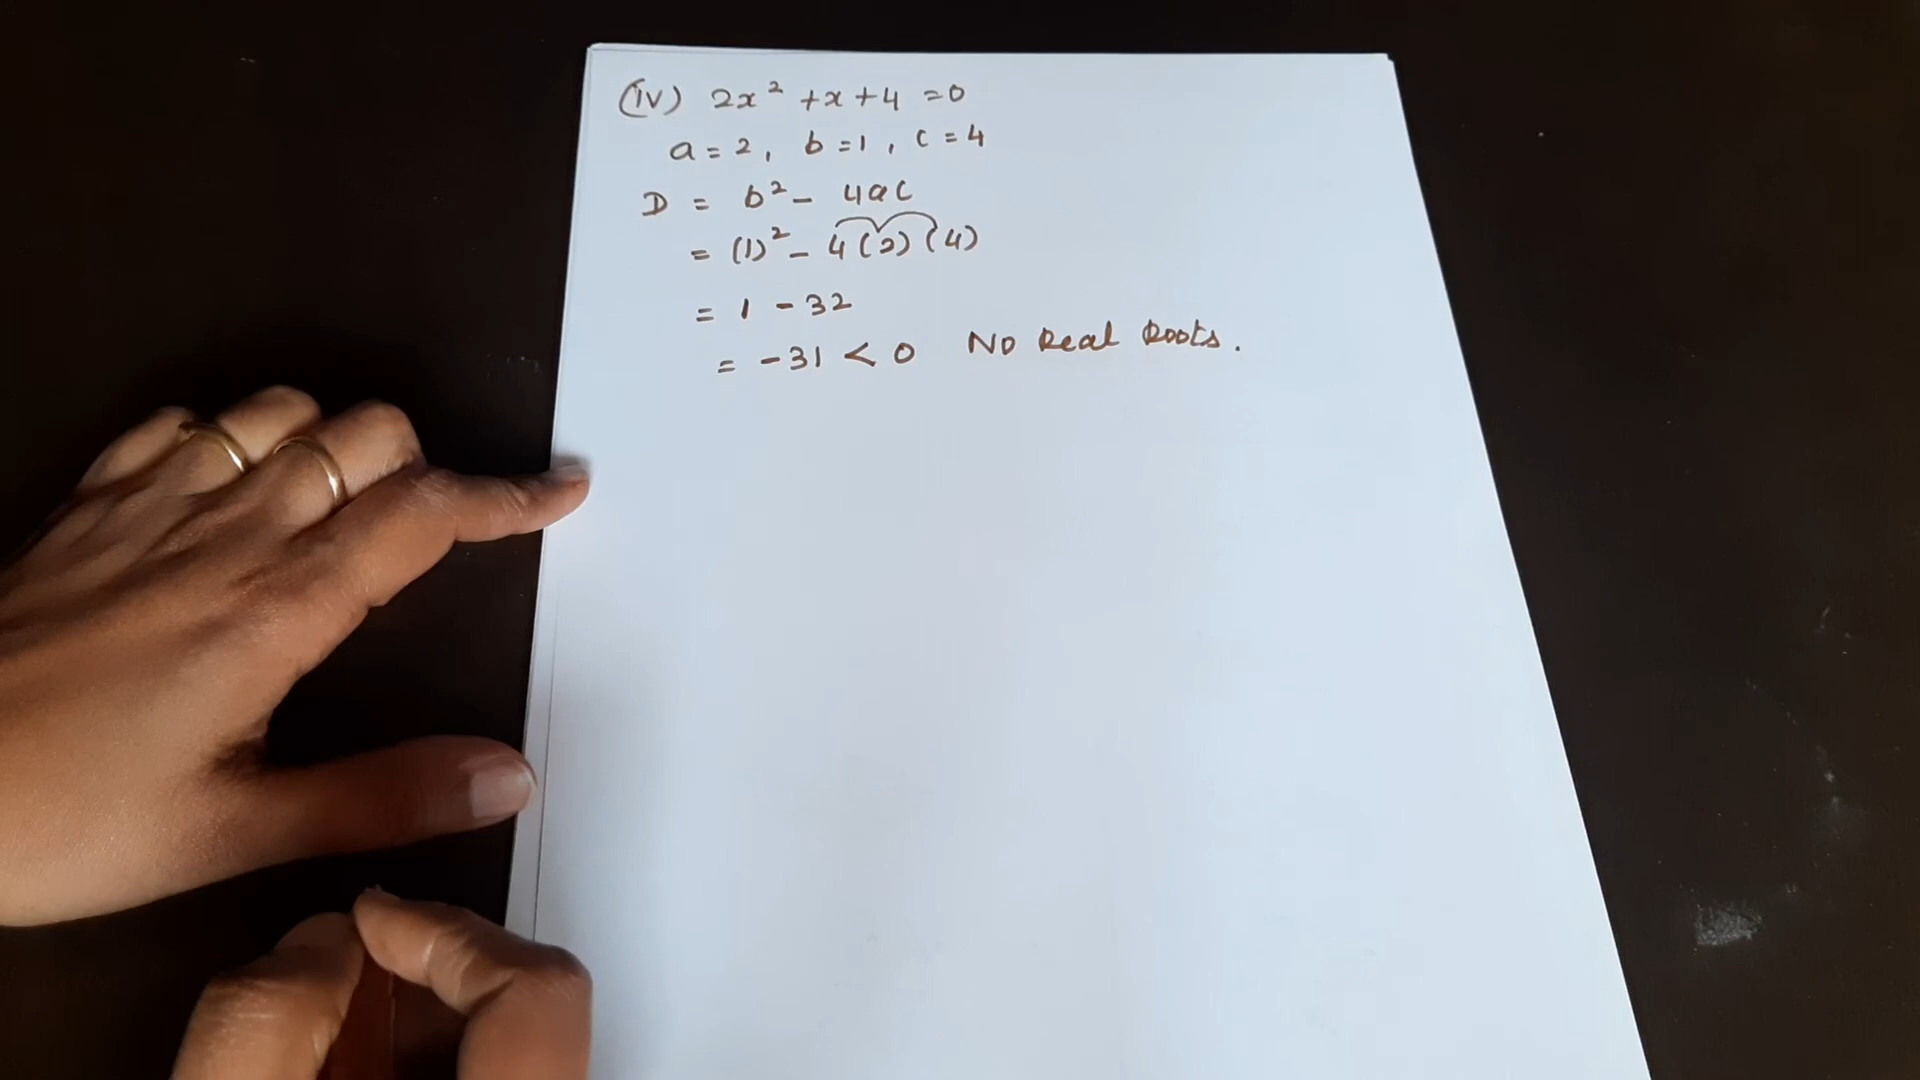 (iv) 2x² + x + 4 = 0
a = 2, b = 1, c = 4
D = b² - 4ac
= (1)² - 4(2)(4)
= 1 - 32
= -31 < 0 No Real Roots.